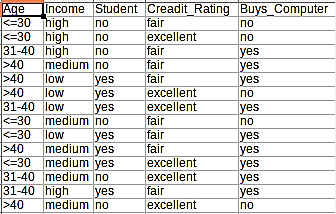 Age Income Student Creadit_Rating Buys_Computer
<=30 high no fair no
<=30 high no excellent no
31-40 high no fair yes
>40 medium no fair yes
>40 low yes fair yes
>40 low yes excellent no
31-40 low yes excellent yes
<=30 medium no fair no
<=30 low yes fair yes
>40 medium yes fair yes
<=30 medium yes excellent yes
31-40 medium no excellent yes
31-40 high yes fair yes
>40 medium no excellent no